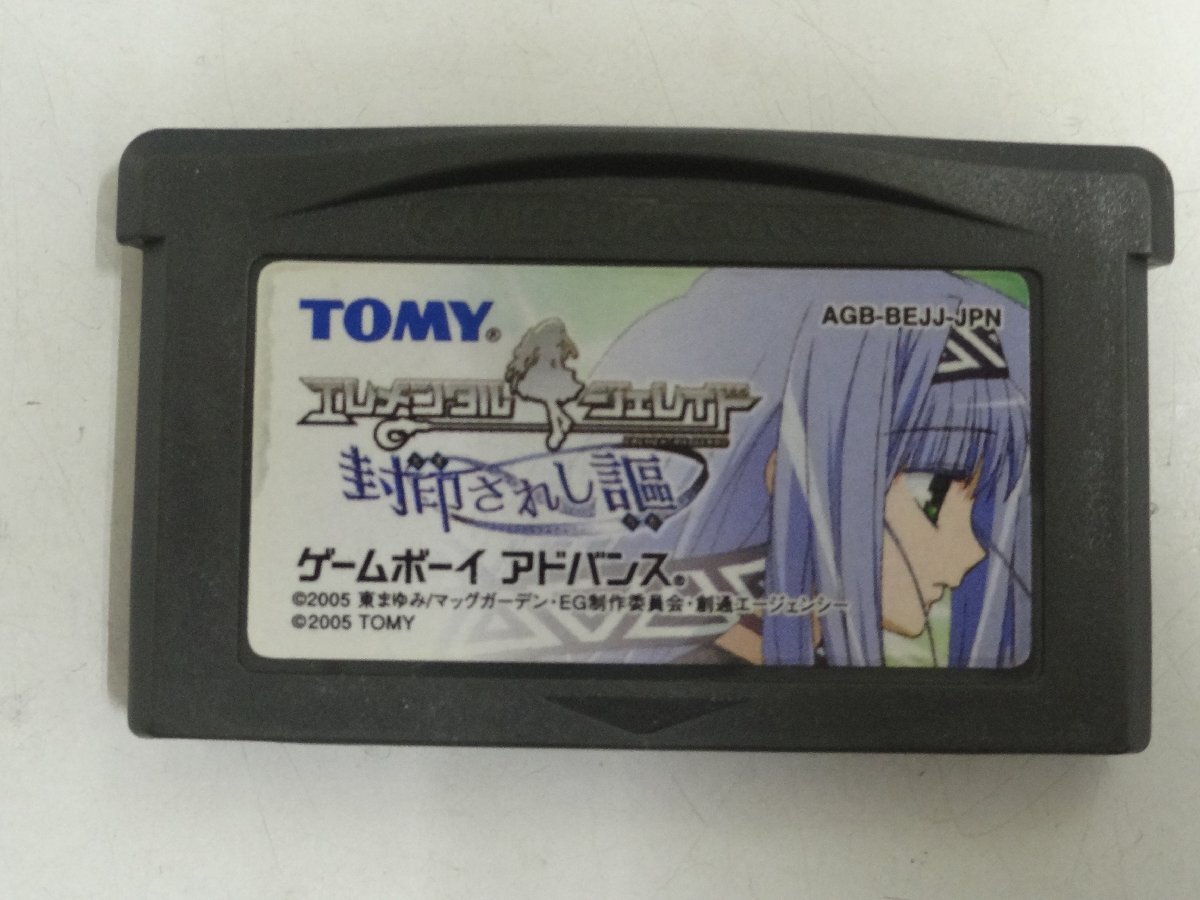 TOMY®
AGB-BEJJ-JPN
エレメンタル ジェレイド
封印されし謳
ゲームボーイ アドバンス®
©2005 東まゆみ/マッグガーデン・EG制作委員会・創通エージェンシー
©2005 TOMY